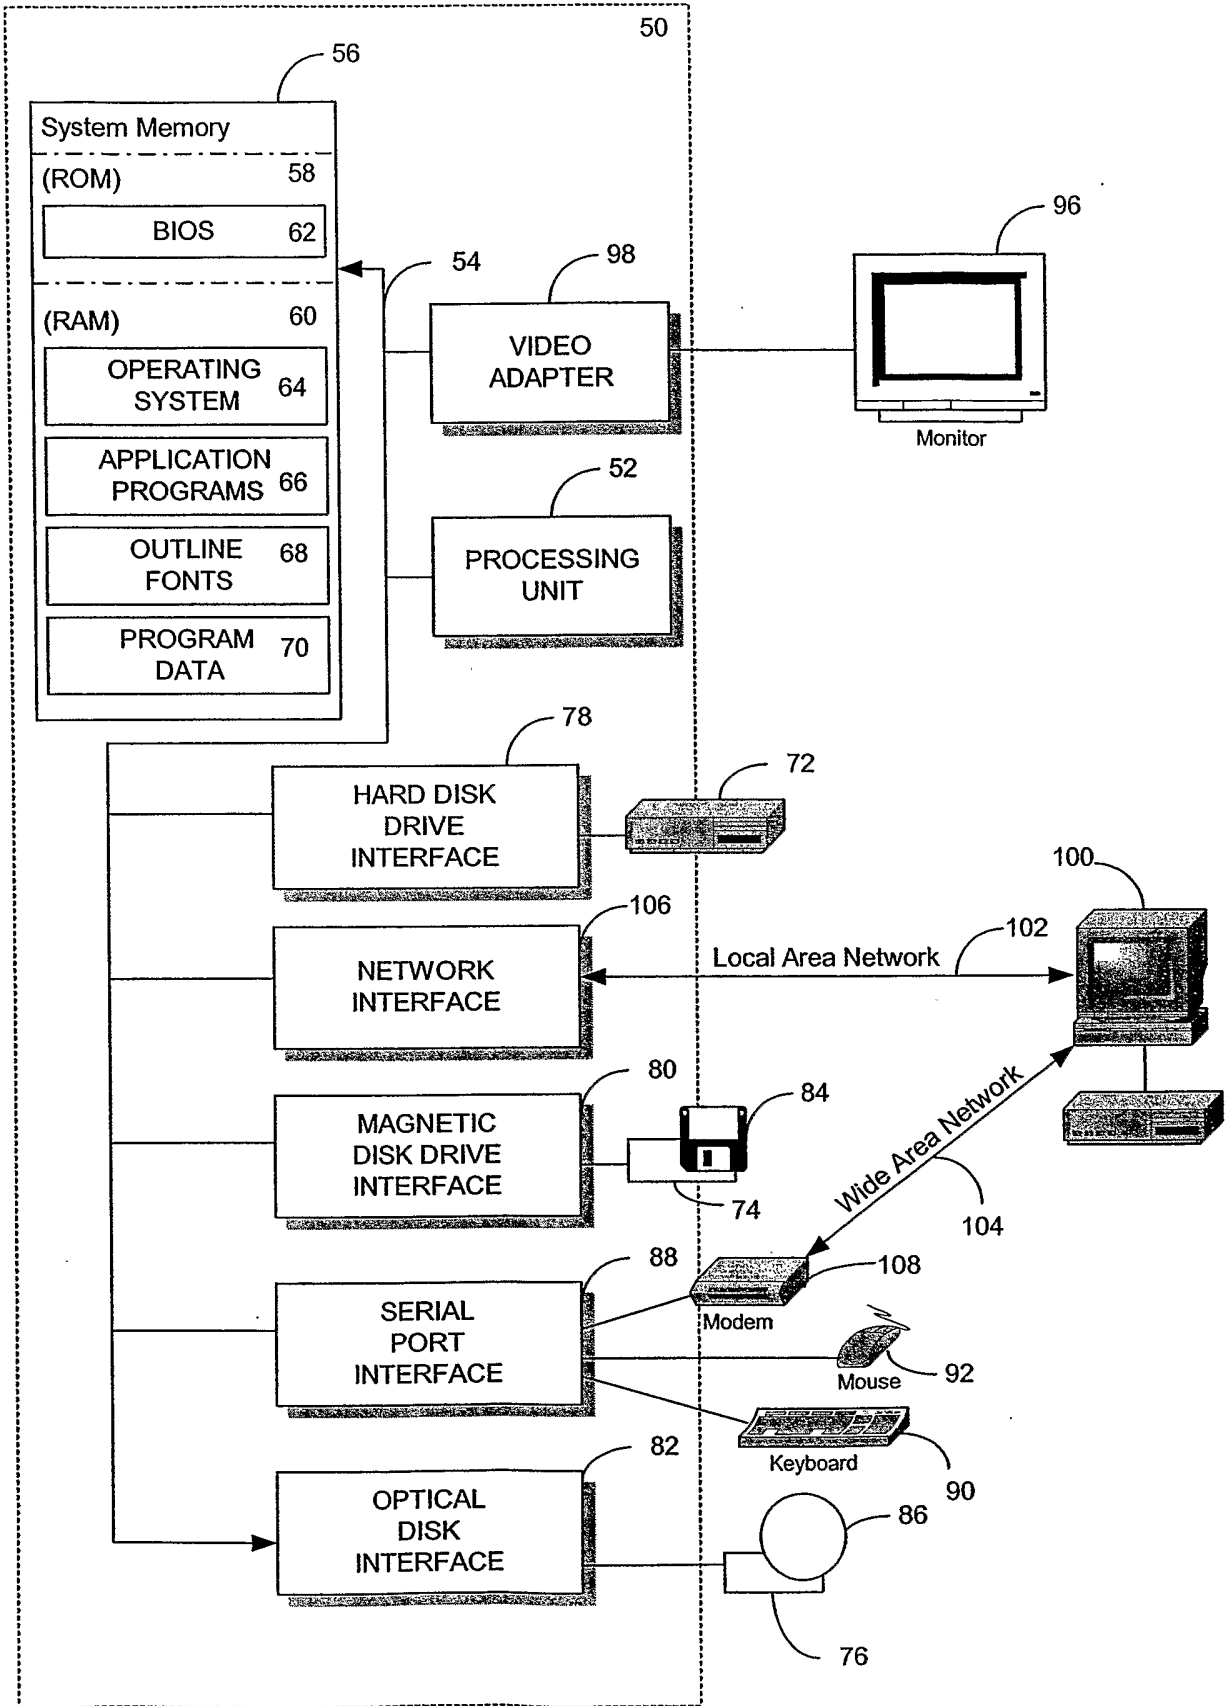 50
56
System Memory
(ROM) 58
BIOS 62
(RAM) 60
OPERATING
SYSTEM 64
APPLICATION
PROGRAMS 66
OUTLINE
FONTS 68
PROGRAM
DATA 70
54
98
VIDEO
ADAPTER
96
Monitor
52
PROCESSING
UNIT
78
HARD DISK
DRIVE
INTERFACE
72
106
NETWORK
INTERFACE
Local Area Network
102
100
80
MAGNETIC
DISK DRIVE
INTERFACE
84
74
Wide Area Network
104
88
SERIAL
PORT
INTERFACE
108
Modem
92
Mouse
Keyboard
90
82
OPTICAL
DISK
INTERFACE
86
76